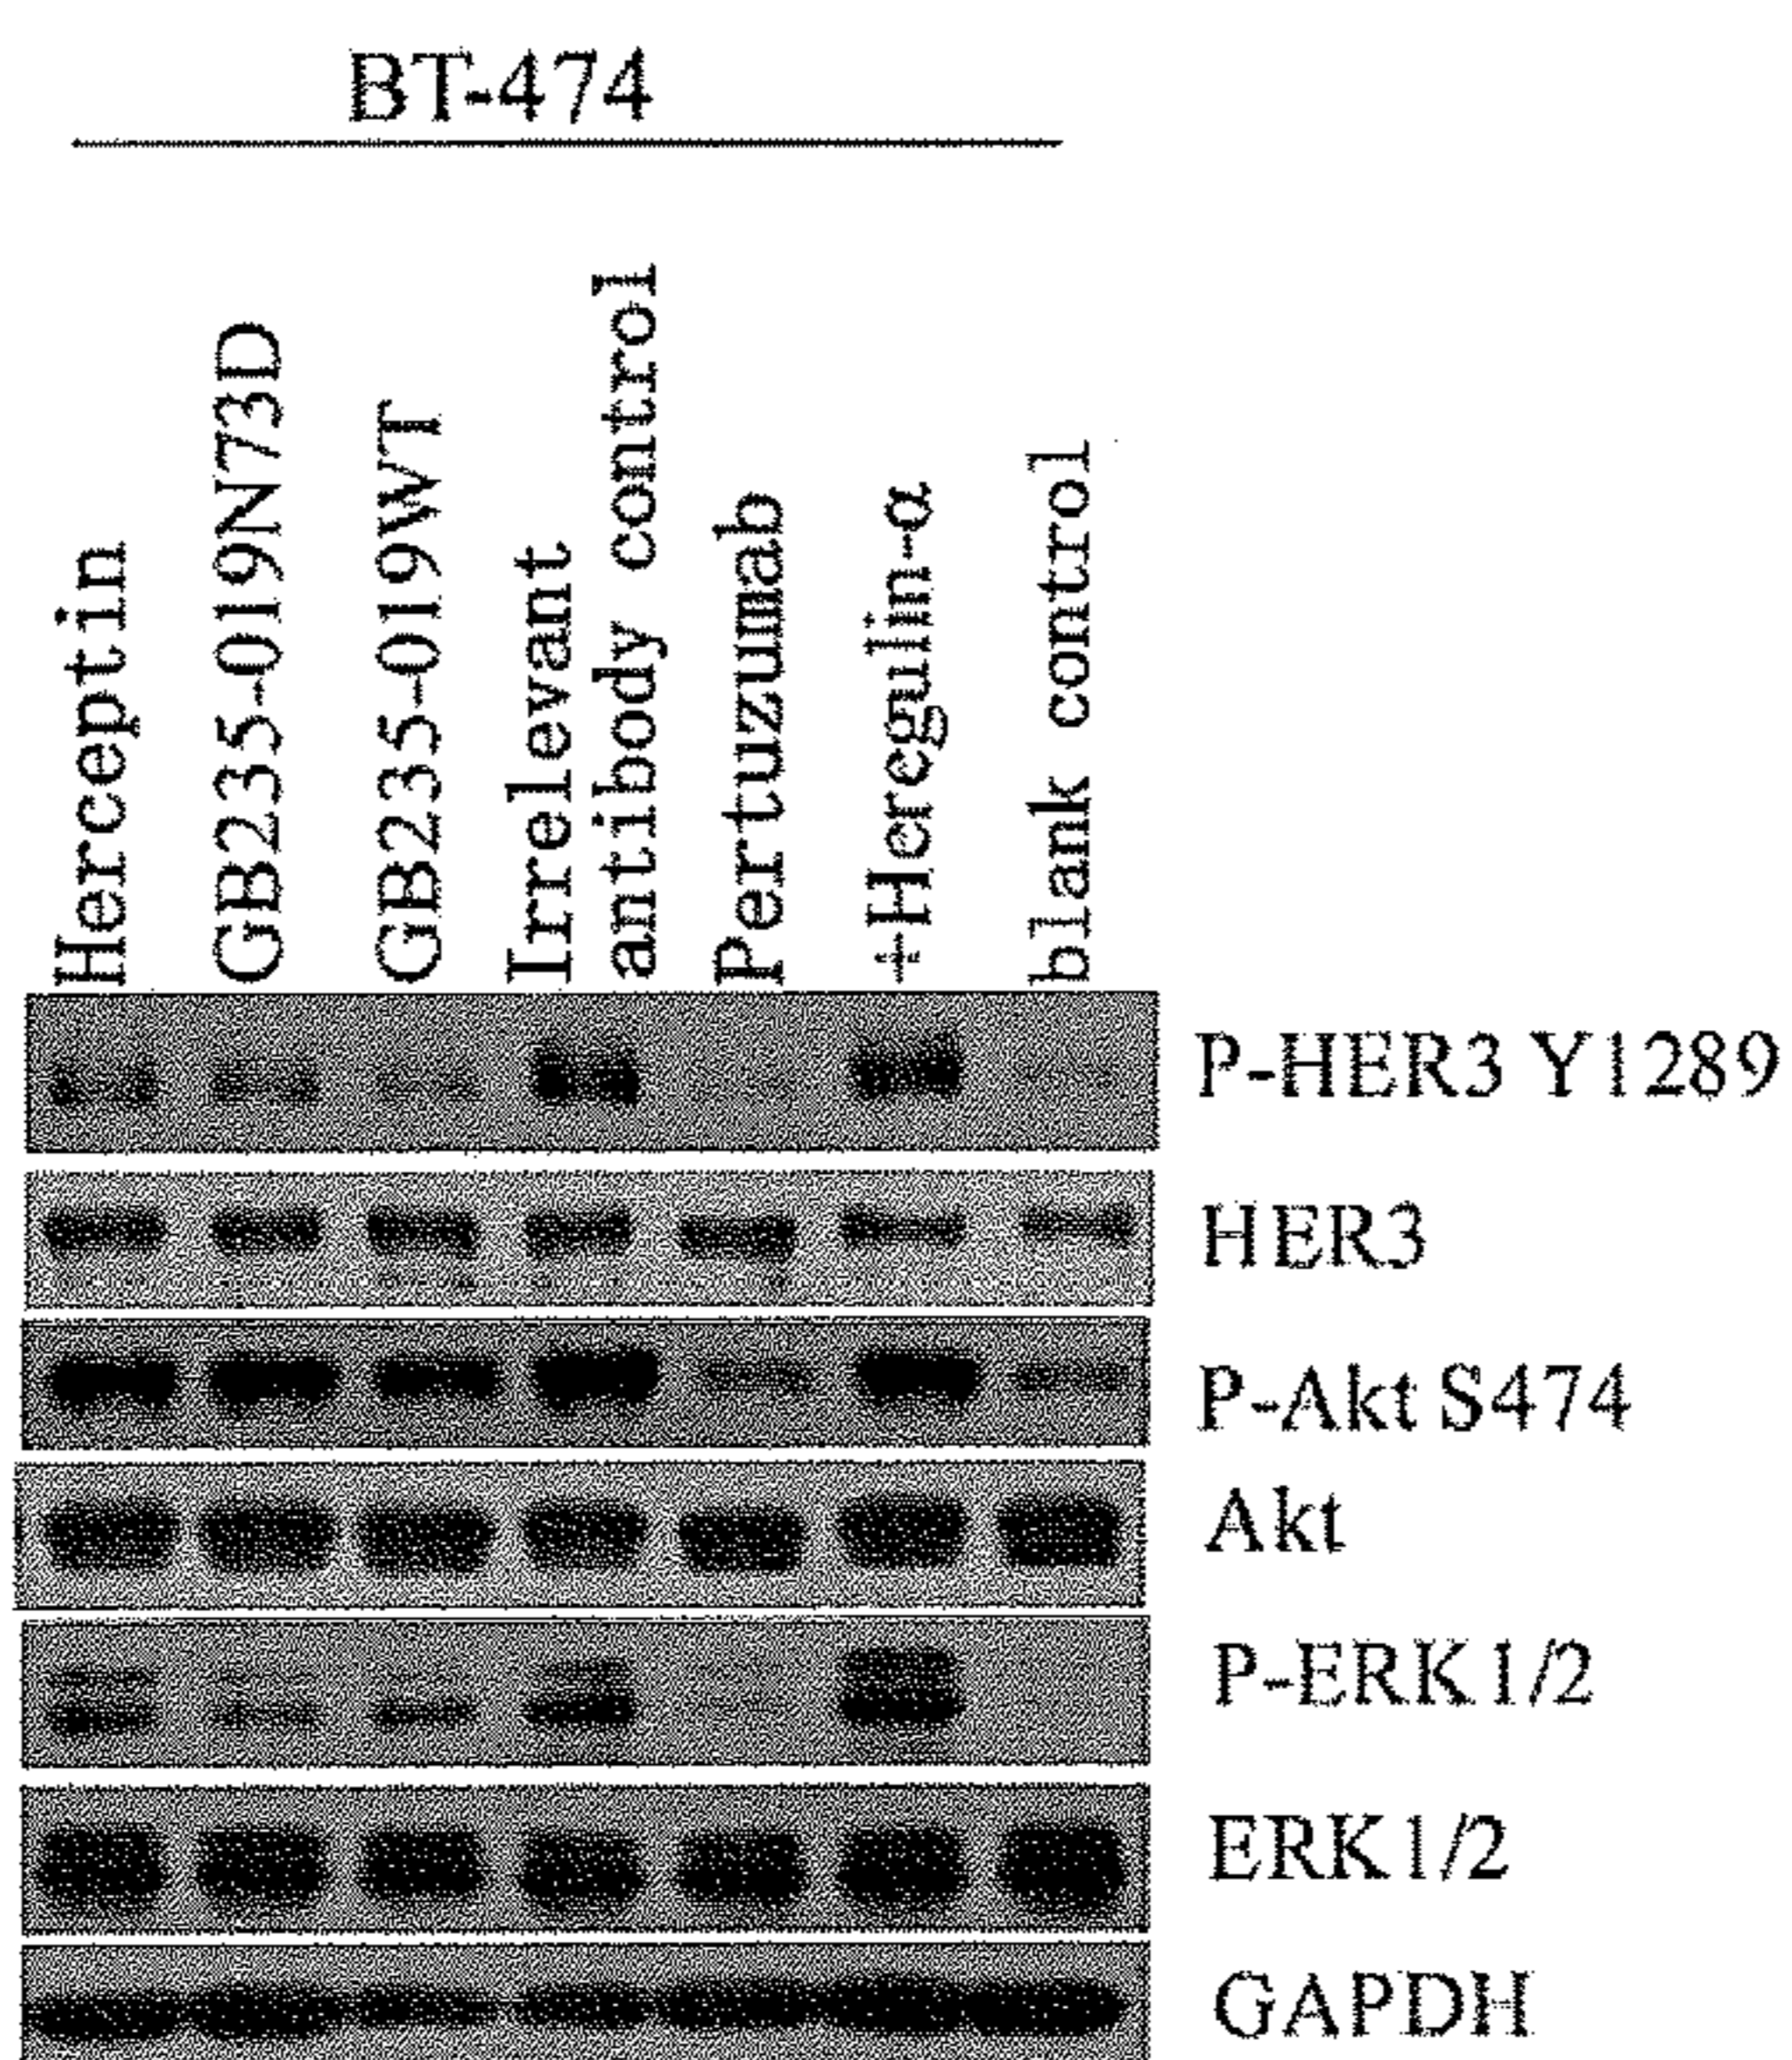 BT-474
Herceptin
GB235-019N73D
GB235-019WT
Irrelevant
antibody control
Pertuzumab
+Heregulin-α
blank control
P-HER3 Y1289
HER3
P-Akt S474
Akt
P-ERK1/2
ERK1/2
GAPDH